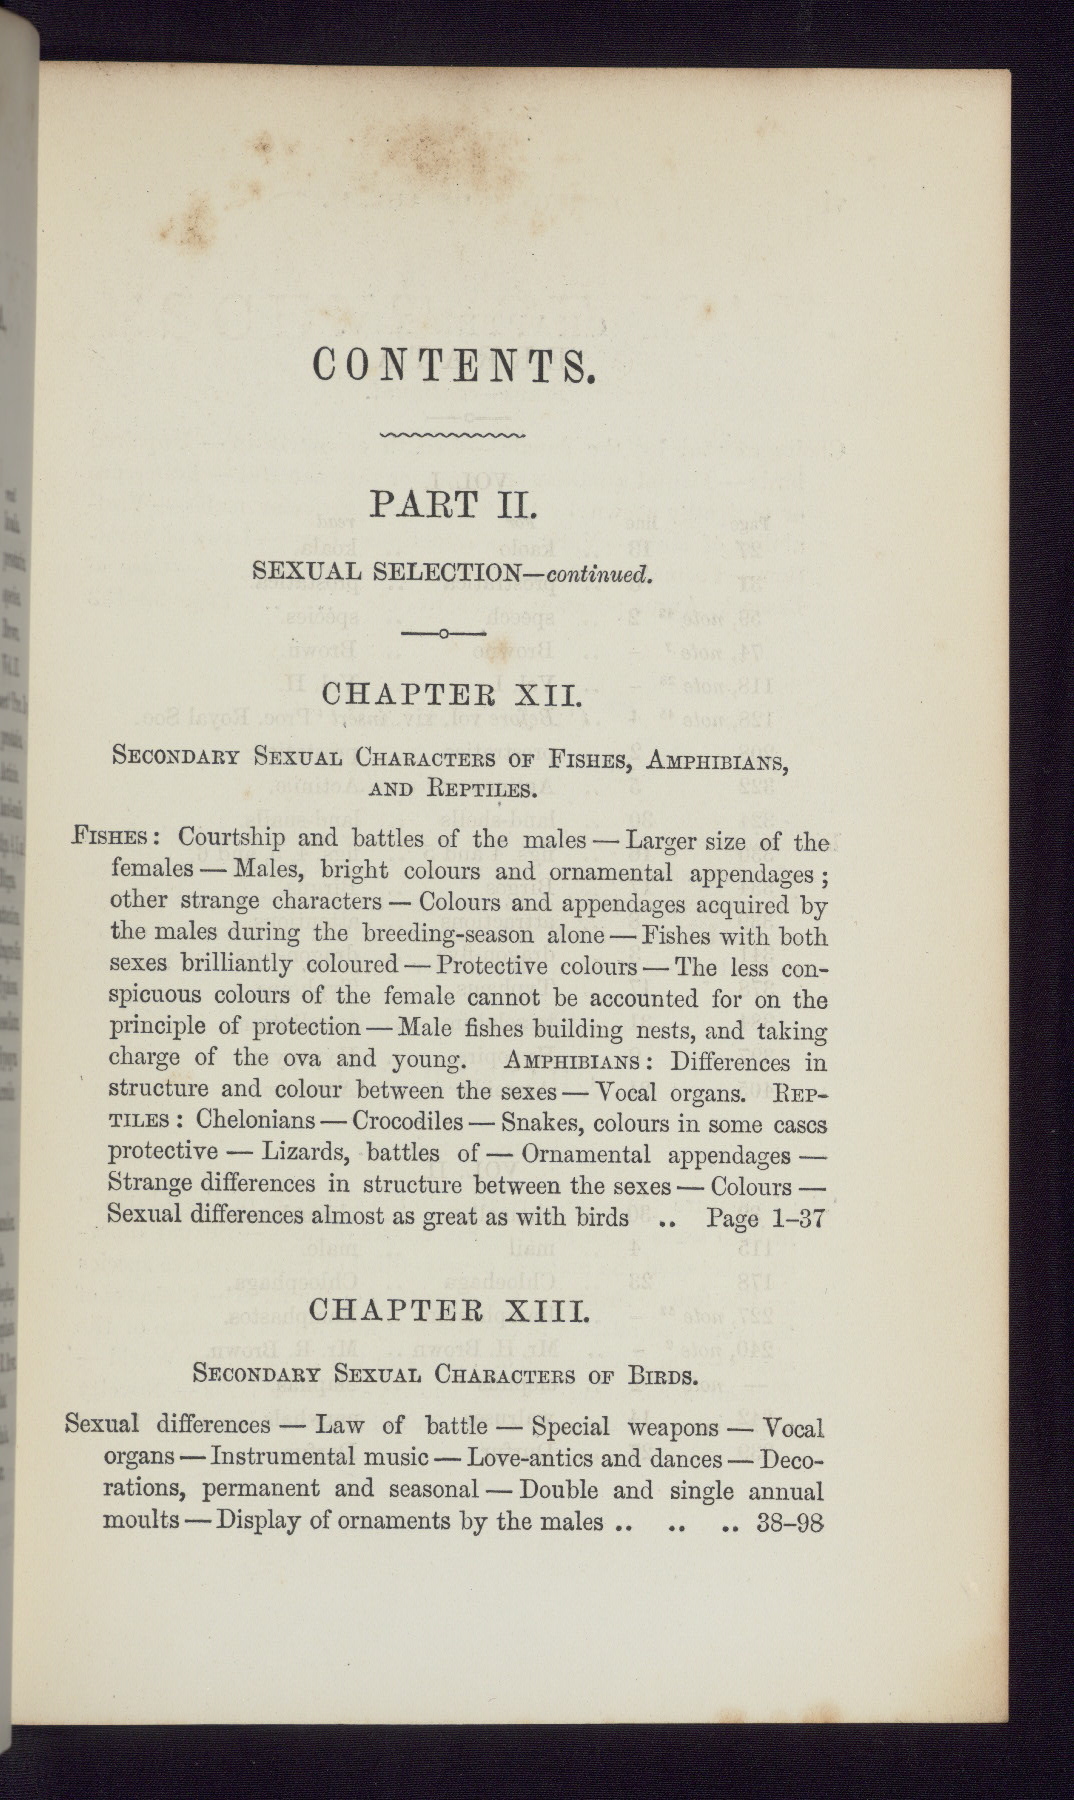 CONTENTS.
PART II.
SEXUAL SELECTION—continued.
CHAPTER XII.
Secondary Sexual Characters of Fishes, Amphibians,
and Reptiles.
Fishes: Courtship and battles of the males — Larger size of the
females — Males, bright colours and ornamental appendages;
other strange characters — Colours and appendages acquired by
the males during the breeding-season alone — Fishes with both
sexes brilliantly coloured — Protective colours — The less con-
spicuous colours of the female cannot be accounted for on the
principle of protection — Male fishes building nests, and taking
charge of the ova and young. Amphibians: Differences in
structure and colour between the sexes — Vocal organs. Rep-
tiles: Chelonians — Crocodiles — Snakes, colours in some cases
protective — Lizards, battles of — Ornamental appendages —
Strange differences in structure between the sexes — Colours —
Sexual differences almost as great as with birds .. Page 1–37
CHAPTER XIII.
Secondary Sexual Characters of Birds.
Sexual differences — Law of battle — Special weapons — Vocal
organs — Instrumental music — Love-antics and dances — Deco-
rations, permanent and seasonal — Double and single annual
moults — Display of ornaments by the males .. .. .. 38–98